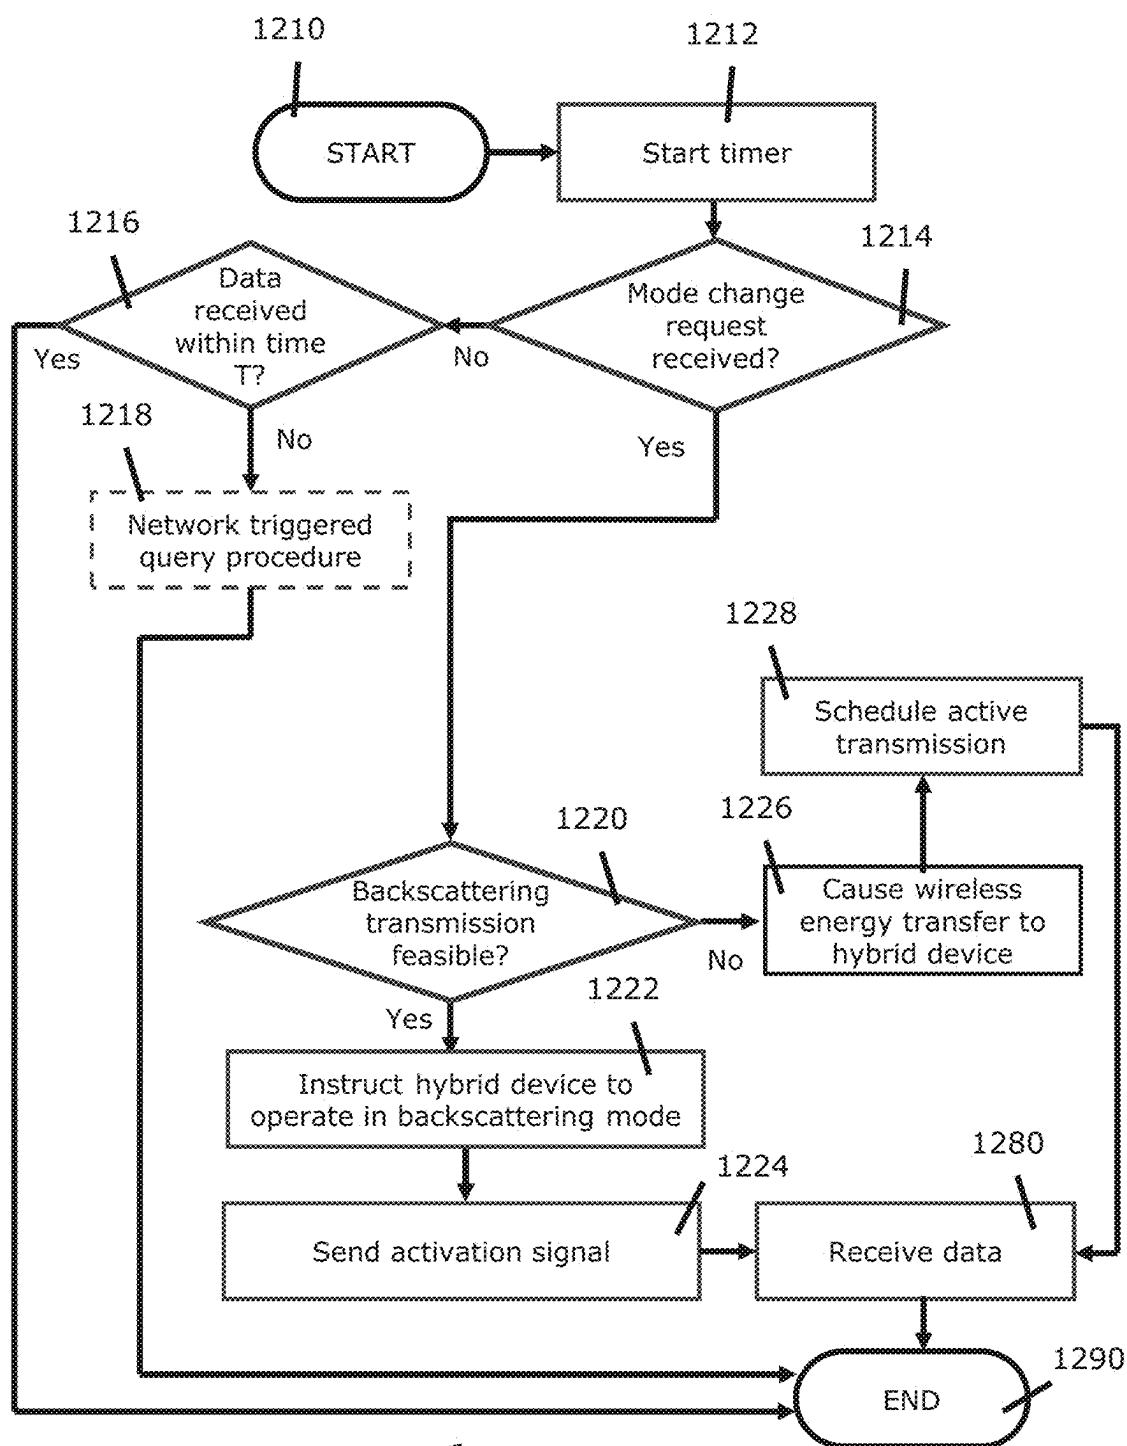 1210
1212
START
Start timer
1216
1214
Data
received
within time
T?
Mode change
request
received?
Yes
No
1218
No
Yes
Network triggered
query procedure
1228
Schedule active
transmission
1226
1220
Backscattering
transmission
feasible?
Cause wireless
energy transfer to
hybrid device
No
1222
Yes
Instruct hybrid device to
operate in backscattering mode
1280
1224
Send activation signal
Receive data
1290
END